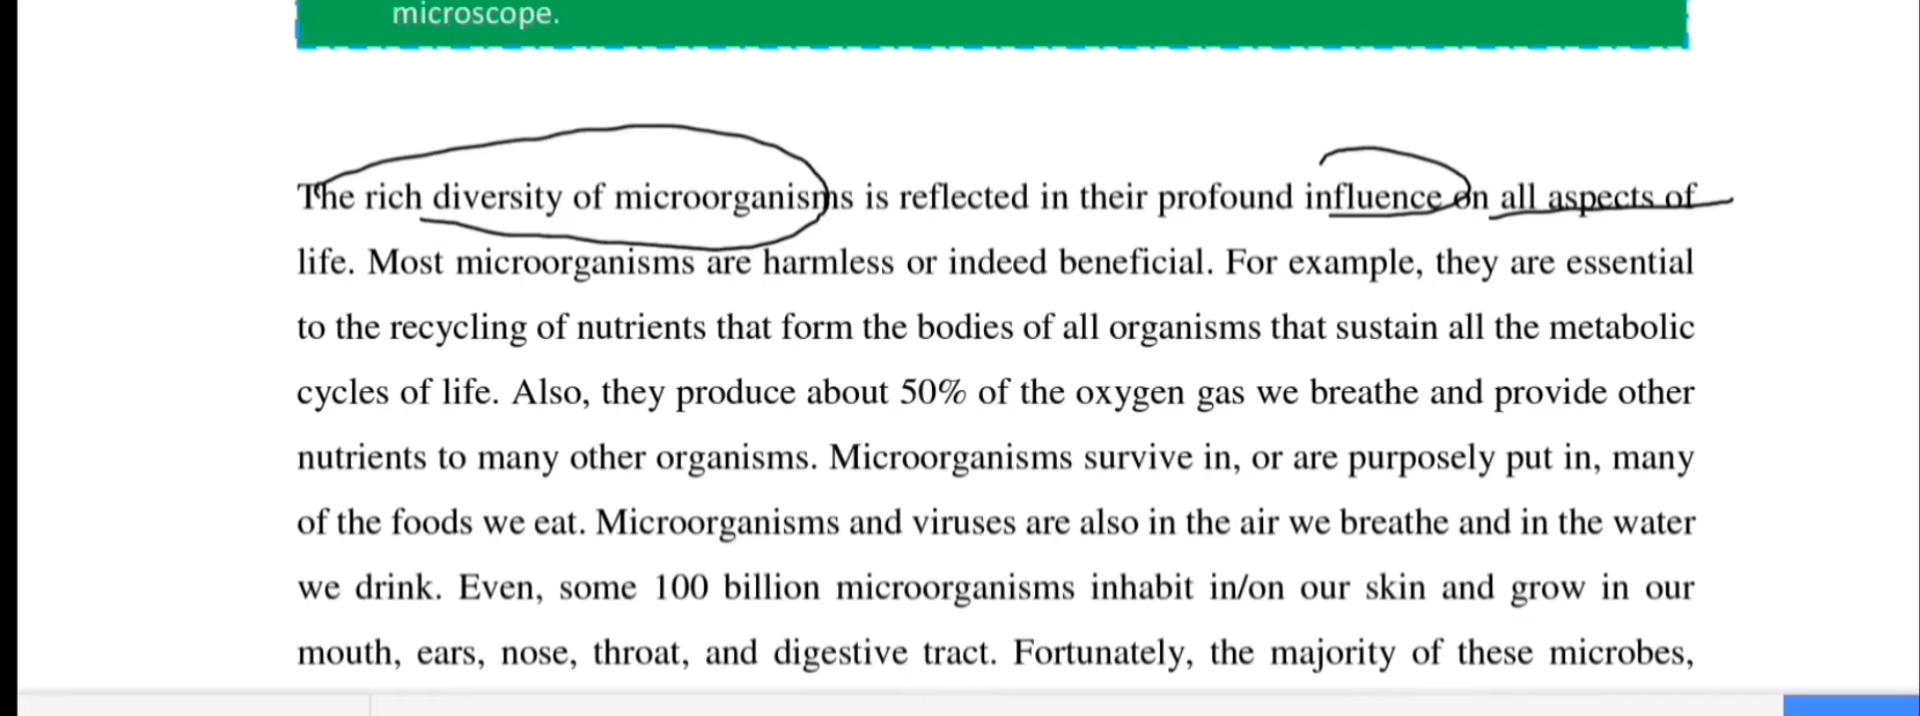 microscope.
The rich diversity of microorganisms is reflected in their profound influence on all aspects of
life. Most microorganisms are harmless or indeed beneficial. For example, they are essential
to the recycling of nutrients that form the bodies of all organisms that sustain all the metabolic
cycles of life. Also, they produce about 50% of the oxygen gas we breathe and provide other
nutrients to many other organisms. Microorganisms survive in, or are purposely put in, many
of the foods we eat. Microorganisms and viruses are also in the air we breathe and in the water
we drink. Even, some 100 billion microorganisms inhabit in/on our skin and grow in our
mouth, ears, nose, throat, and digestive tract. Fortunately, the majority of these microbes,